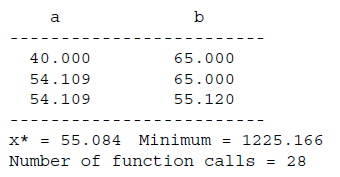 a b
--------------------------
40.000 65.000
54.109 65.000
54.109 55.120
--------------------------
x* = 55.084 Minimum = 1225.166
Number of function calls = 28